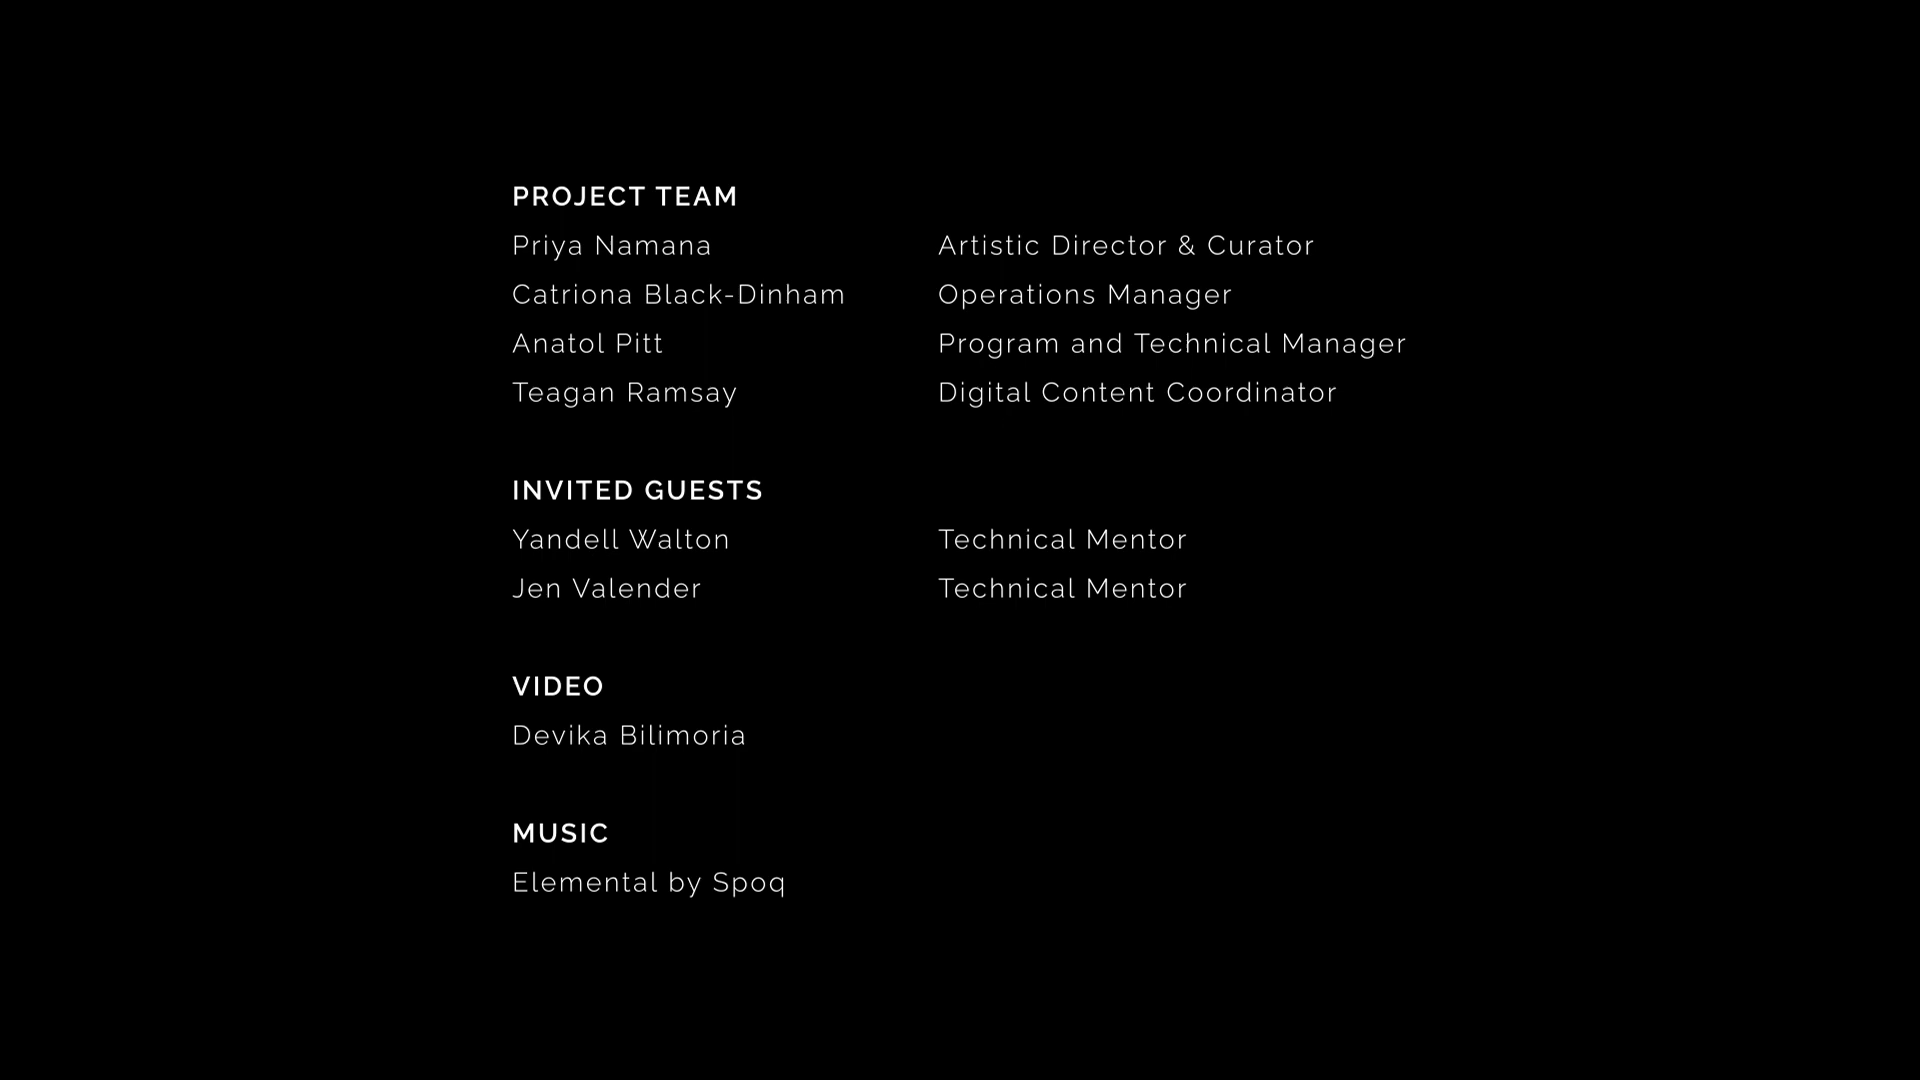 PROJECT TEAM
Priya Namana Artistic Director & Curator
Catriona Black-Dinham Operations Manager
Anatol Pitt Program and Technical Manager
Teagan Ramsay Digital Content Coordinator
INVITED GUESTS
Yandell Walton Technical Mentor
Jen Valender Technical Mentor
VIDEO
Devika Bilimoria
MUSIC
Elemental by Spoq